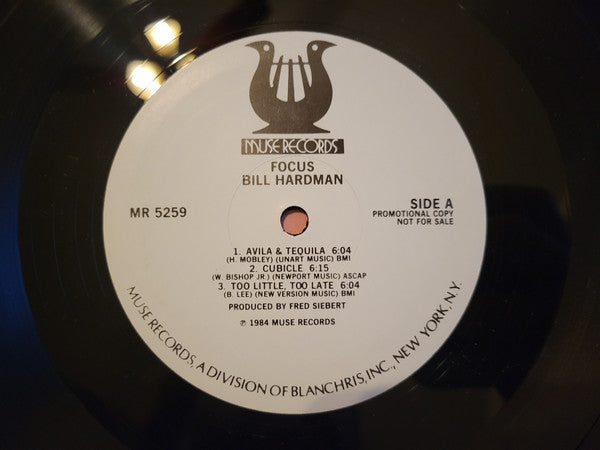 MUSE RECORDS
FOCUS
BILL HARDMAN
MR 5259
SIDE A
PROMOTIONAL COPY
NOT FOR SALE
1. AVILA & TEQUILA 6:04
(H. MOBLEY) (UNART MUSIC) BMI
2. CUBICLE 6:15
(W. BISHOP JR.) (NEWPORT MUSIC) ASCAP
3. TOO LITTLE, TOO LATE 6:04
(B. LEE) (NEW VERSION MUSIC) BMI
PRODUCED BY FRED SIEBERT
℗ 1984 MUSE RECORDS
MUSE RECORDS, A DIVISION OF BLANCHRIS, INC., NEW YORK, N.Y.